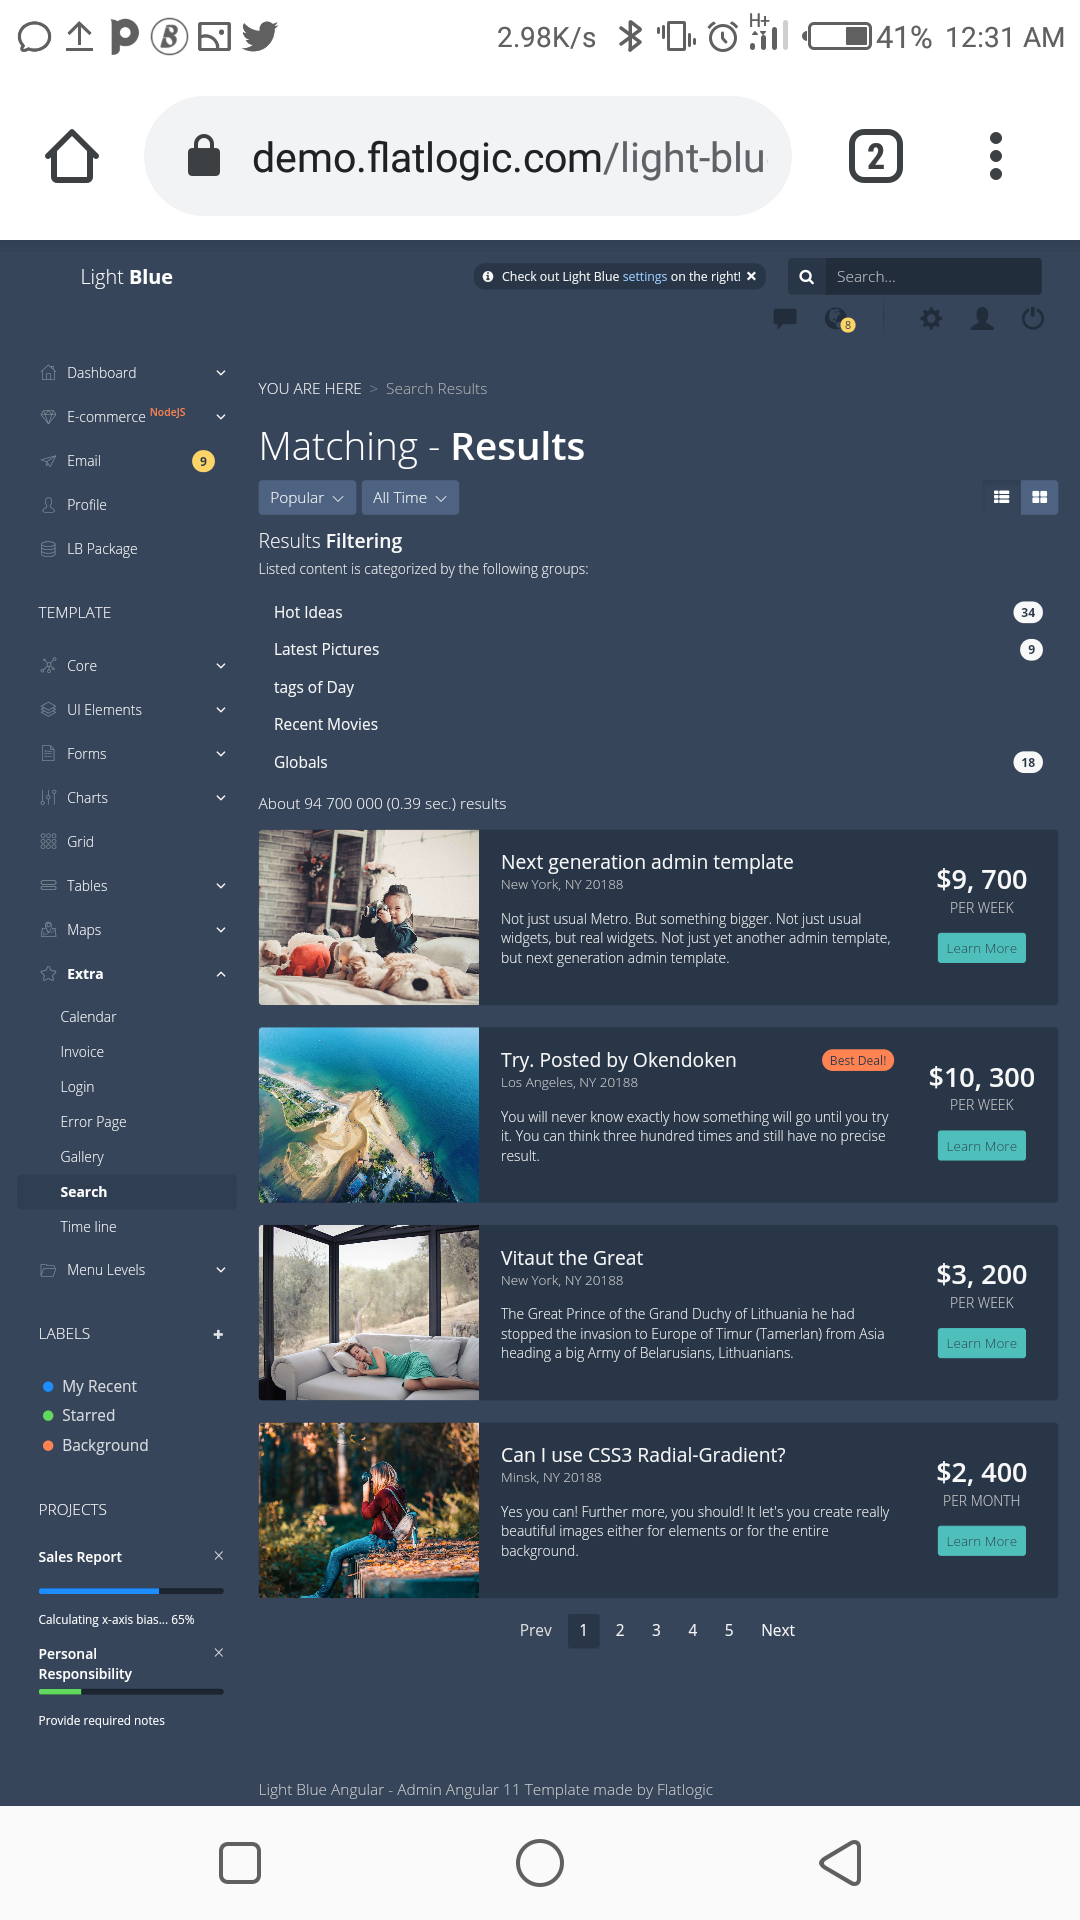 2.98K/s H+ 41% 12:31 AM
demo.flatlogic.com/light-blu
2
Light Blue
Check out Light Blue settings on the right!
Search...
8
Dashboard
E-commerce NodeJS
Email 9
Profile
LB Package
TEMPLATE
Core
UI Elements
Forms
Charts
Grid
Tables
Maps
Extra
Calendar
Invoice
Login
Error Page
Gallery
Search
Time line
Menu Levels
LABELS +
My Recent
Starred
Background
PROJECTS
Sales Report
Calculating x-axis bias... 65%
Personal
Responsibility
Provide required notes
YOU ARE HERE > Search Results
Matching - Results
Popular All Time
Results Filtering
Listed content is categorized by the following groups:
Hot Ideas 34
Latest Pictures 9
tags of Day
Recent Movies
Globals 18
About 94 700 000 (0.39 sec.) results
Next generation admin template
New York, NY 20188
Not just usual Metro. But something bigger. Not just usual
widgets, but real widgets. Not just yet another admin template,
but next generation admin template.
$9, 700
PER WEEK
Learn More
Try. Posted by Okendoken
Best Deal!
Los Angeles, NY 20188
You will never know exactly how something will go until you try
it. You can think three hundred times and still have no precise
result.
$10, 300
PER WEEK
Learn More
Vitaut the Great
New York, NY 20188
The Great Prince of the Grand Duchy of Lithuania he had
stopped the invasion to Europe of Timur (Tamerlan) from Asia
heading a big Army of Belarusians, Lithuanians.
$3, 200
PER WEEK
Learn More
Can I use CSS3 Radial-Gradient?
Minsk, NY 20188
Yes you can! Further more, you should! It let's you create really
beautiful images either for elements or for the entire
background.
$2, 400
PER MONTH
Learn More
Prev 1 2 3 4 5 Next
Light Blue Angular - Admin Angular 11 Template made by Flatlogic